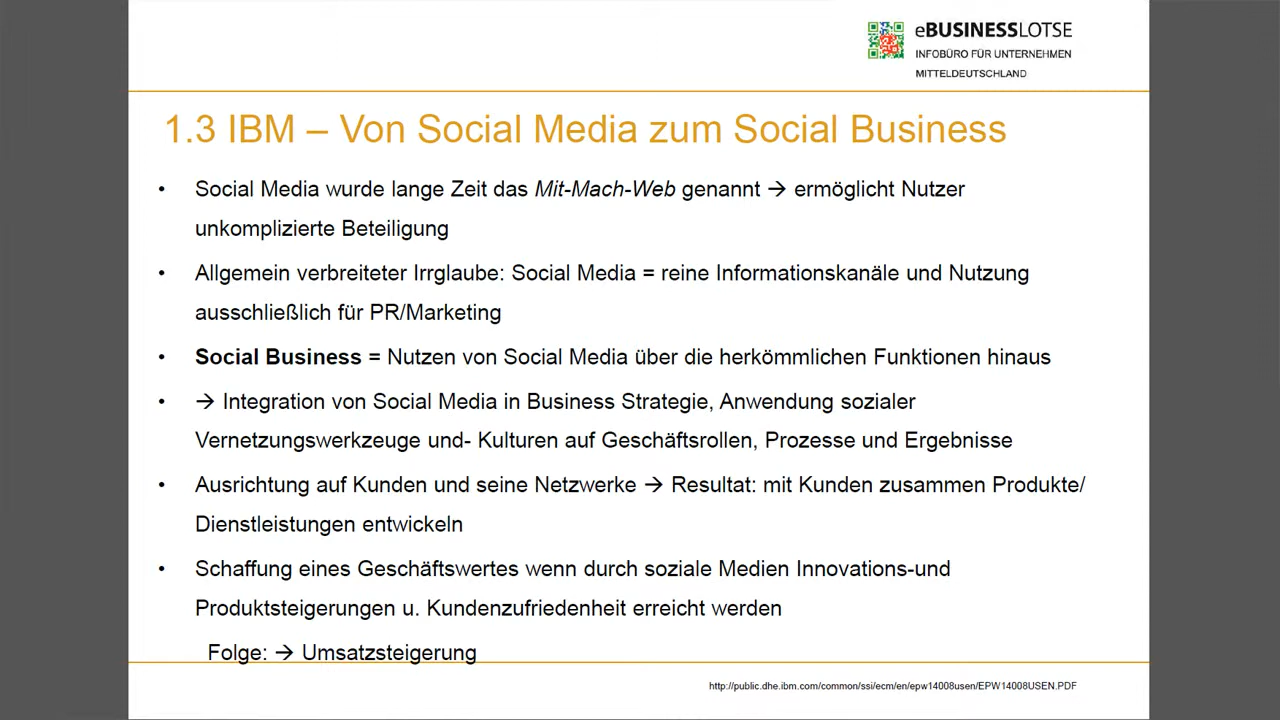 eBUSINESSLOTSE
INFOBÜRO FÜR UNTERNEHMEN
MITTELDEUTSCHLAND
1.3 IBM – Von Social Media zum Social Business
• Social Media wurde lange Zeit das Mit-Mach-Web genannt → ermöglicht Nutzer
unkomplizierte Beteiligung
• Allgemein verbreiteter Irrglaube: Social Media = reine Informationskanäle und Nutzung
ausschließlich für PR/Marketing
• Social Business = Nutzen von Social Media über die herkömmlichen Funktionen hinaus
• → Integration von Social Media in Business Strategie, Anwendung sozialer
Vernetzungswerkzeuge und- Kulturen auf Geschäftsrollen, Prozesse und Ergebnisse
• Ausrichtung auf Kunden und seine Netzwerke → Resultat: mit Kunden zusammen Produkte/
Dienstleistungen entwickeln
• Schaffung eines Geschäftswertes wenn durch soziale Medien Innovations-und
Produktsteigerungen u. Kundenzufriedenheit erreicht werden
Folge: → Umsatzsteigerung
http://public.dhe.ibm.com/common/ssi/ecm/en/epw14008usen/EPW14008USEN.PDF